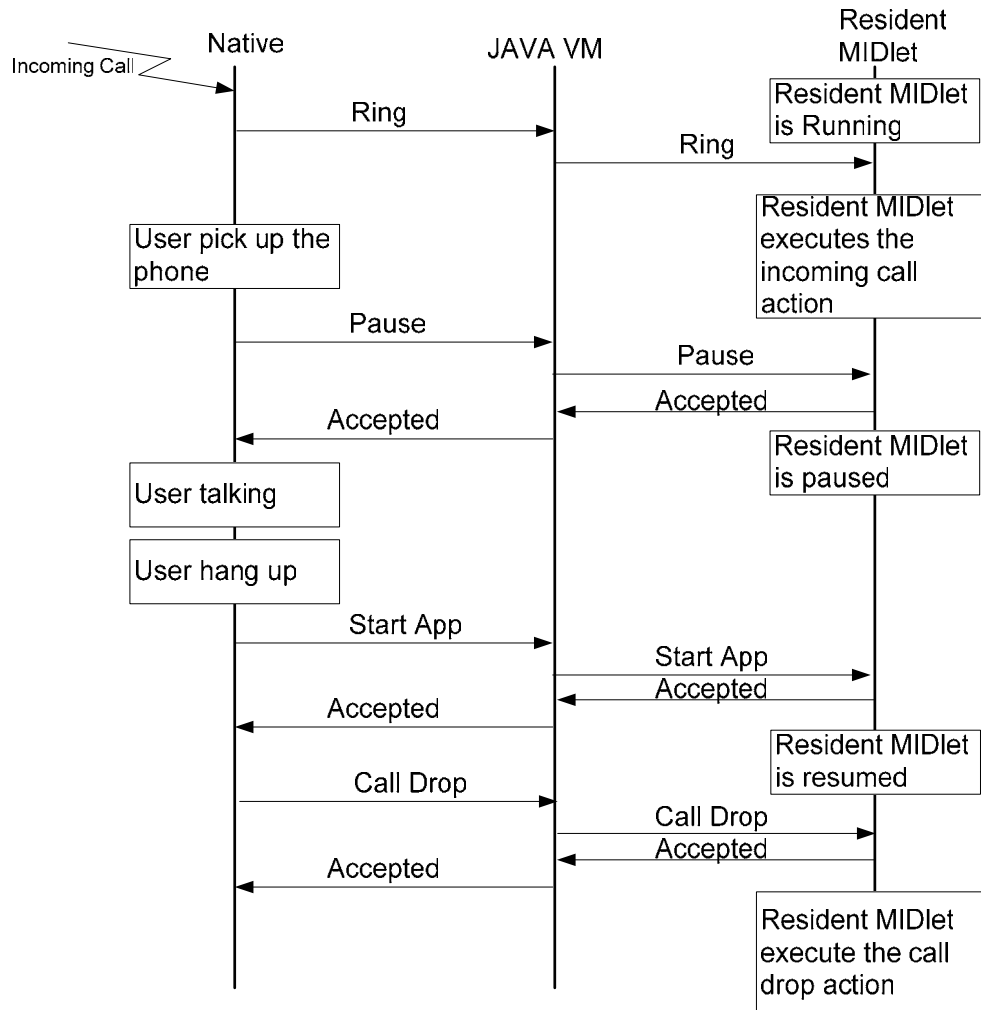 Resident
MIDlet
Native
JAVA VM
Incoming Call
Resident MIDlet
is Running
Ring
Ring
Resident MIDlet
executes the
incoming call
action
User pick up the
phone
Pause
Pause
Accepted
Accepted
Resident MIDlet
is paused
User talking
User hang up
Start App
Start App
Accepted
Accepted
Resident MIDlet
is resumed
Call Drop
Call Drop
Accepted
Accepted
Resident MIDlet
execute the call
drop action